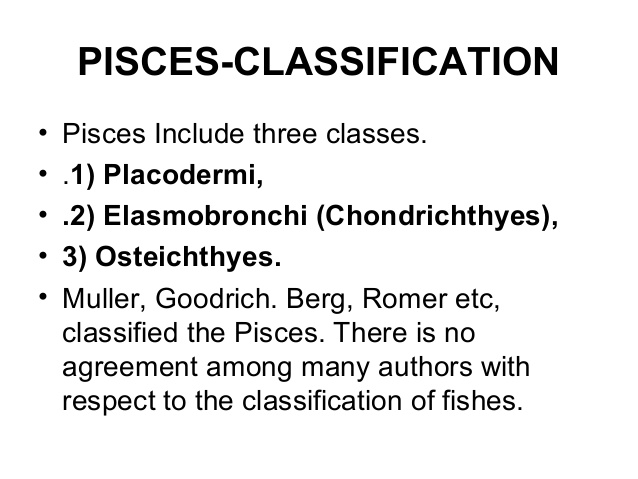 PISCES-CLASSIFICATION
• Pisces Include three classes.
• .1) Placodermi,
• .2) Elasmobronchi (Chondrichthyes),
• 3) Osteichthyes.
• Muller, Goodrich. Berg, Romer etc,
classified the Pisces. There is no
agreement among many authors with
respect to the classification of fishes.